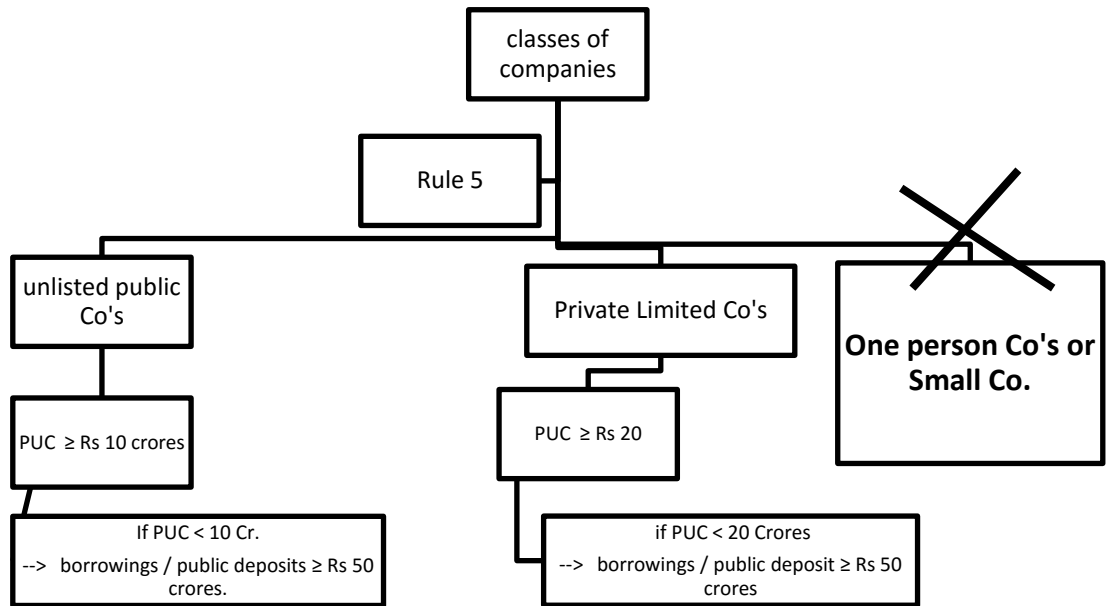 classes of
companies
Rule 5
unlisted public
Co's
Private Limited Co's
One person Co's or
Small Co.
PUC ≥ Rs 10 crores
PUC ≥ Rs 20
If PUC < 10 Cr.
--> borrowings / public deposits ≥ Rs 50
crores.
if PUC < 20 Crores
--> borrowings / public deposit ≥ Rs 50
crores